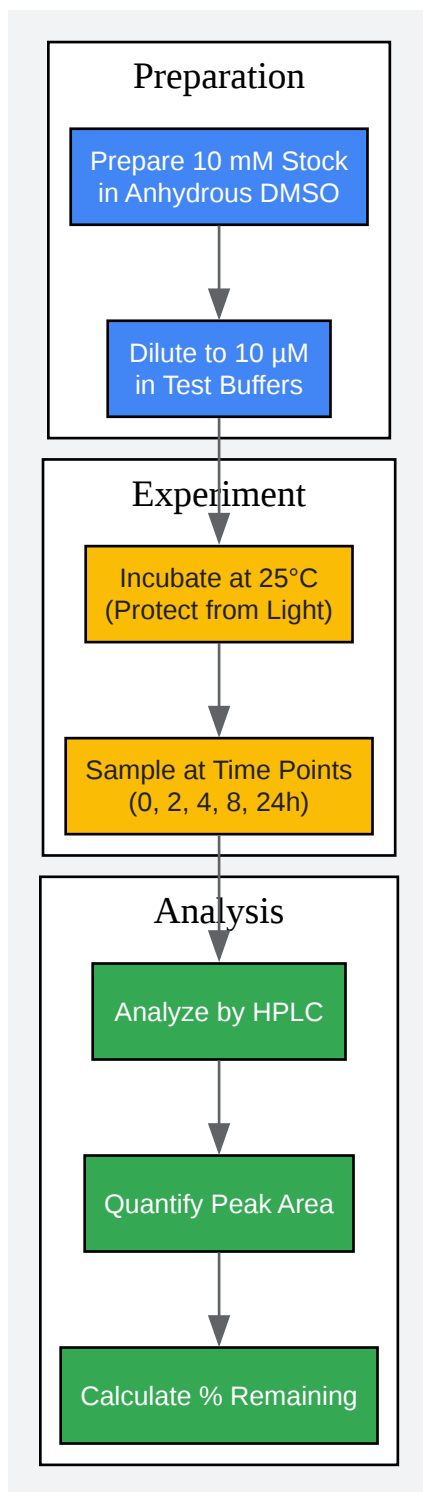 Preparation
Prepare 10 mM Stock
in Anhydrous DMSO
Dilute to 10 µM
in Test Buffers
Experiment
Incubate at 25°C
(Protect from Light)
Sample at Time Points
(0, 2, 4, 8, 24h)
Analysis
Analyze by HPLC
Quantify Peak Area
Calculate % Remaining